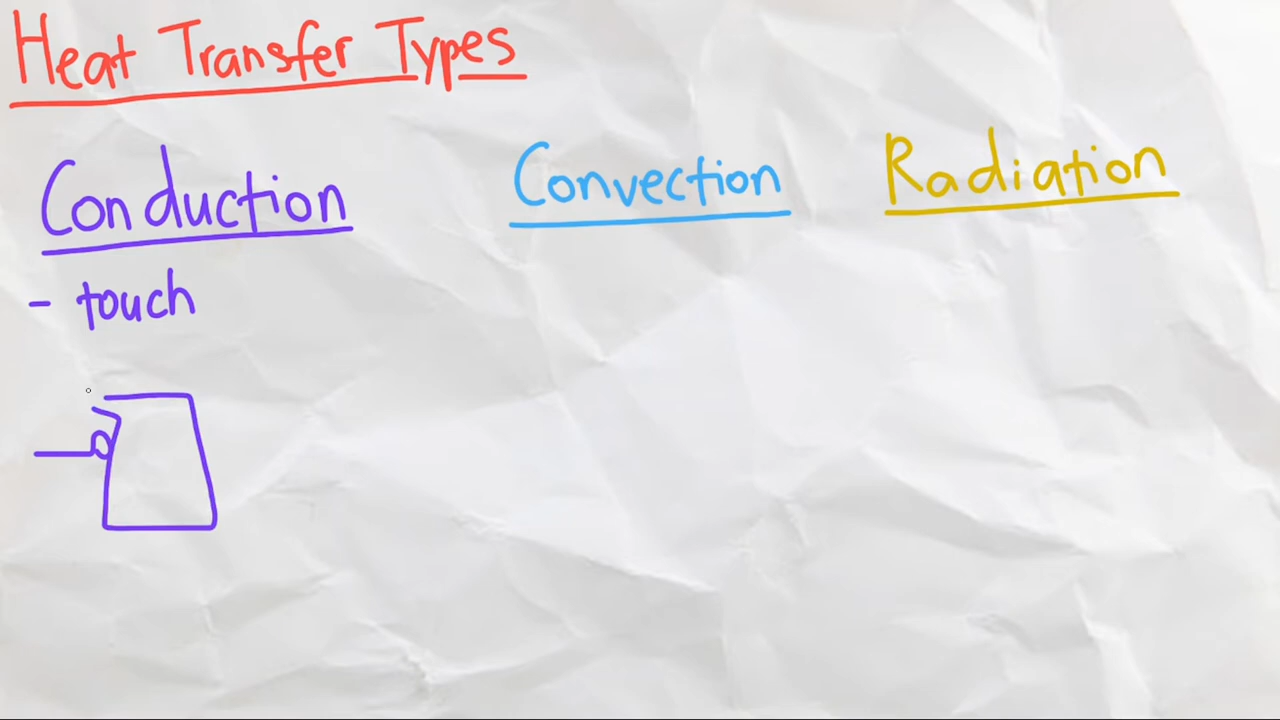 Heat Transfer Types
Conduction
Convection
Radiation
- touch